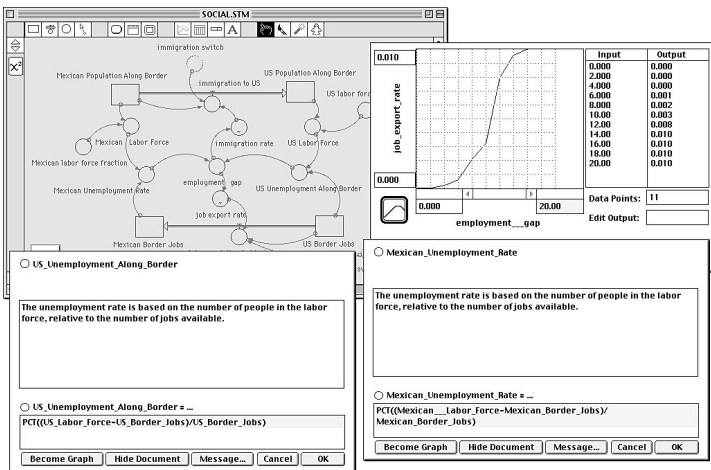 SOCIAL.STM
A
x²
immigration switch
Mexican Population Along Border
US Population Along Border
immigration to US
US labor forc
Mexican Labor Force
immigration rate
US Labor Force
Mexican labor force fraction
employment gap
Mexican Unemployment Rate
US Unemployment Along Border
job export rate
Mexican Border Jobs
US Border Jobs
0.010
job_export_rate
0.000
0.000
20.00
employment___gap
Input Output
0.000 0.000
2.000 0.000
4.000 0.000
6.000 0.001
8.000 0.002
10.00 0.003
12.00 0.008
14.00 0.010
16.00 0.010
18.00 0.010
20.00 0.010
Data Points: 11
Edit Output:
US_Unemployment_Along_Border
The unemployment rate is based on the number of people in the labor
force, relative to the number of jobs available.
US_Unemployment_Along_Border = ...
PCT((US_Labor_Force-US_Border_Jobs)/US_Border_Jobs)
Become Graph Hide Document Message... Cancel OK
Mexican_Unemployment_Rate
The unemployment rate is based on the number of people in the labor
force, relative to the number of jobs available.
Mexican_Unemployment_Rate = ...
PCT((Mexican___Labor_Force-Mexican_Border_Jobs)/
Mexican_Border_Jobs)
Become Graph Hide Document Message... Cancel OK